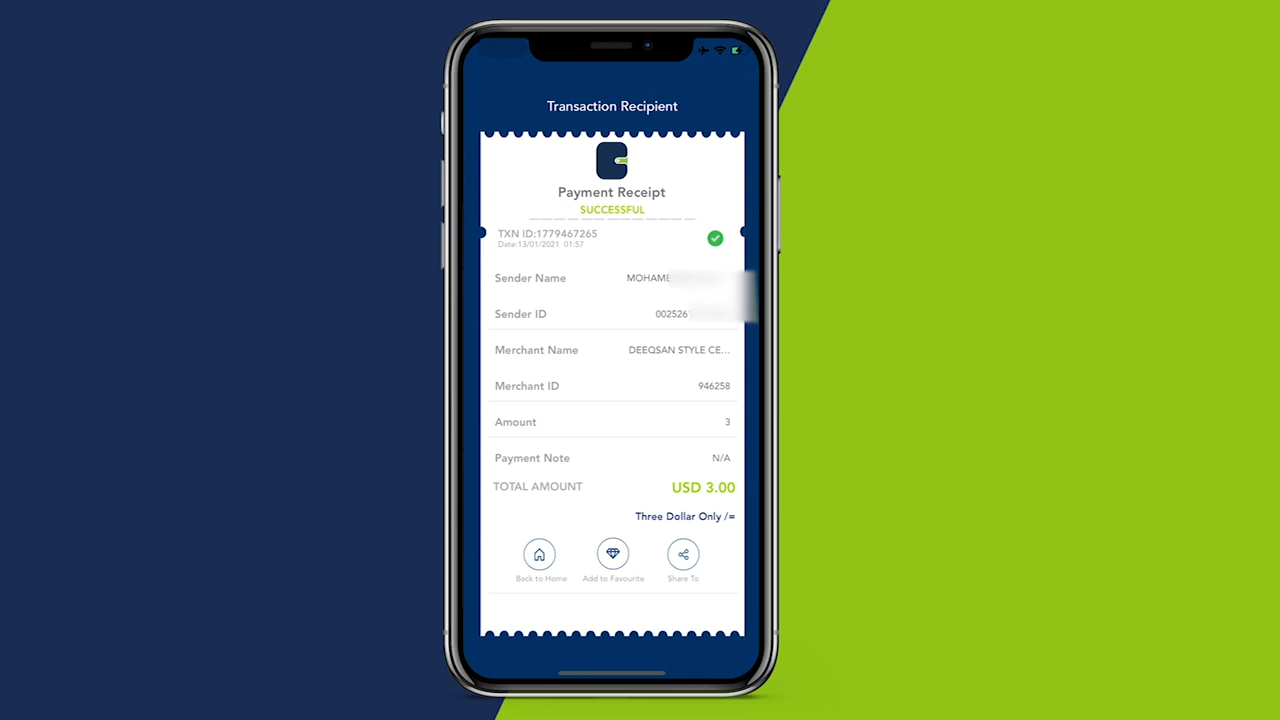 Transaction Recipient
Payment Receipt
SUCCESSFUL
TXN ID:1779467265
Date:13/01/2021 01:57
Sender Name MOHAME
Sender ID 002526
Merchant Name DEEQSAN STYLE CE...
Merchant ID 946258
Amount 3
Payment Note N/A
TOTAL AMOUNT USD 3.00
Three Dollar Only /=
Back to Home Add to Favourite Share To